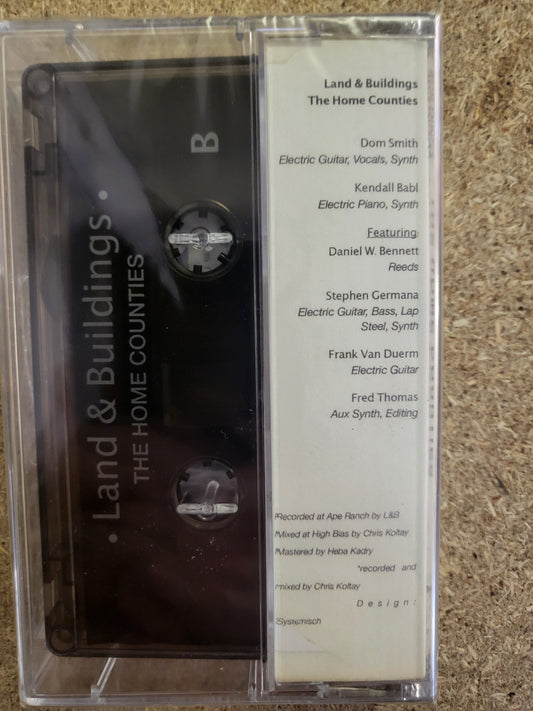 · Land & Buildings ·
THE HOME COUNTIES
B
Land & Buildings
The Home Counties
Dom Smith
Electric Guitar, Vocals, Synth
Kendall Babl
Electric Piano, Synth
Featuring
Daniel W. Bennett
Reeds
Stephen Germana
Electric Guitar, Bass, Lap
Steel, Synth
Frank Van Duerm
Electric Guitar
Fred Thomas
Aux Synth, Editing
Recorded at Ape Ranch by L&B
Mixed at High Bias by Chris Koltay
Mastered by Heba Kadry
*recorded and
mixed by Chris Koltay
Design:
Systemisch